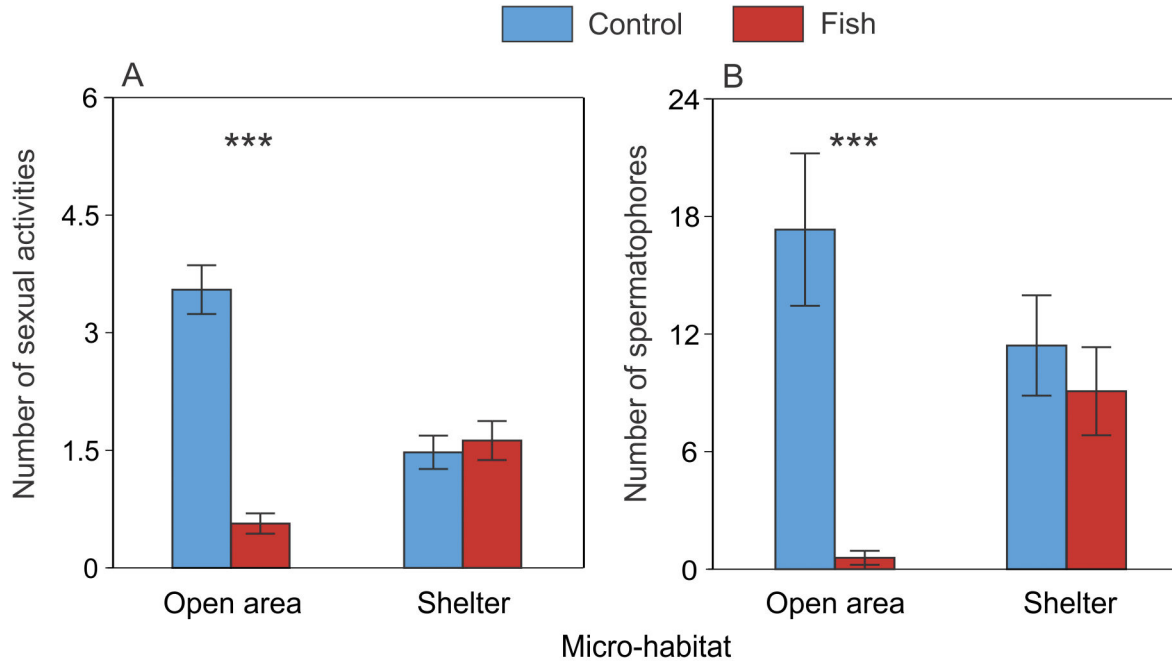 Control Fish
A
Number of sexual activities
6
4.5
3
1.5
0
***
Open area Shelter
B
Number of spermatophores
24
18
12
6
0
***
Open area Shelter
Micro-habitat